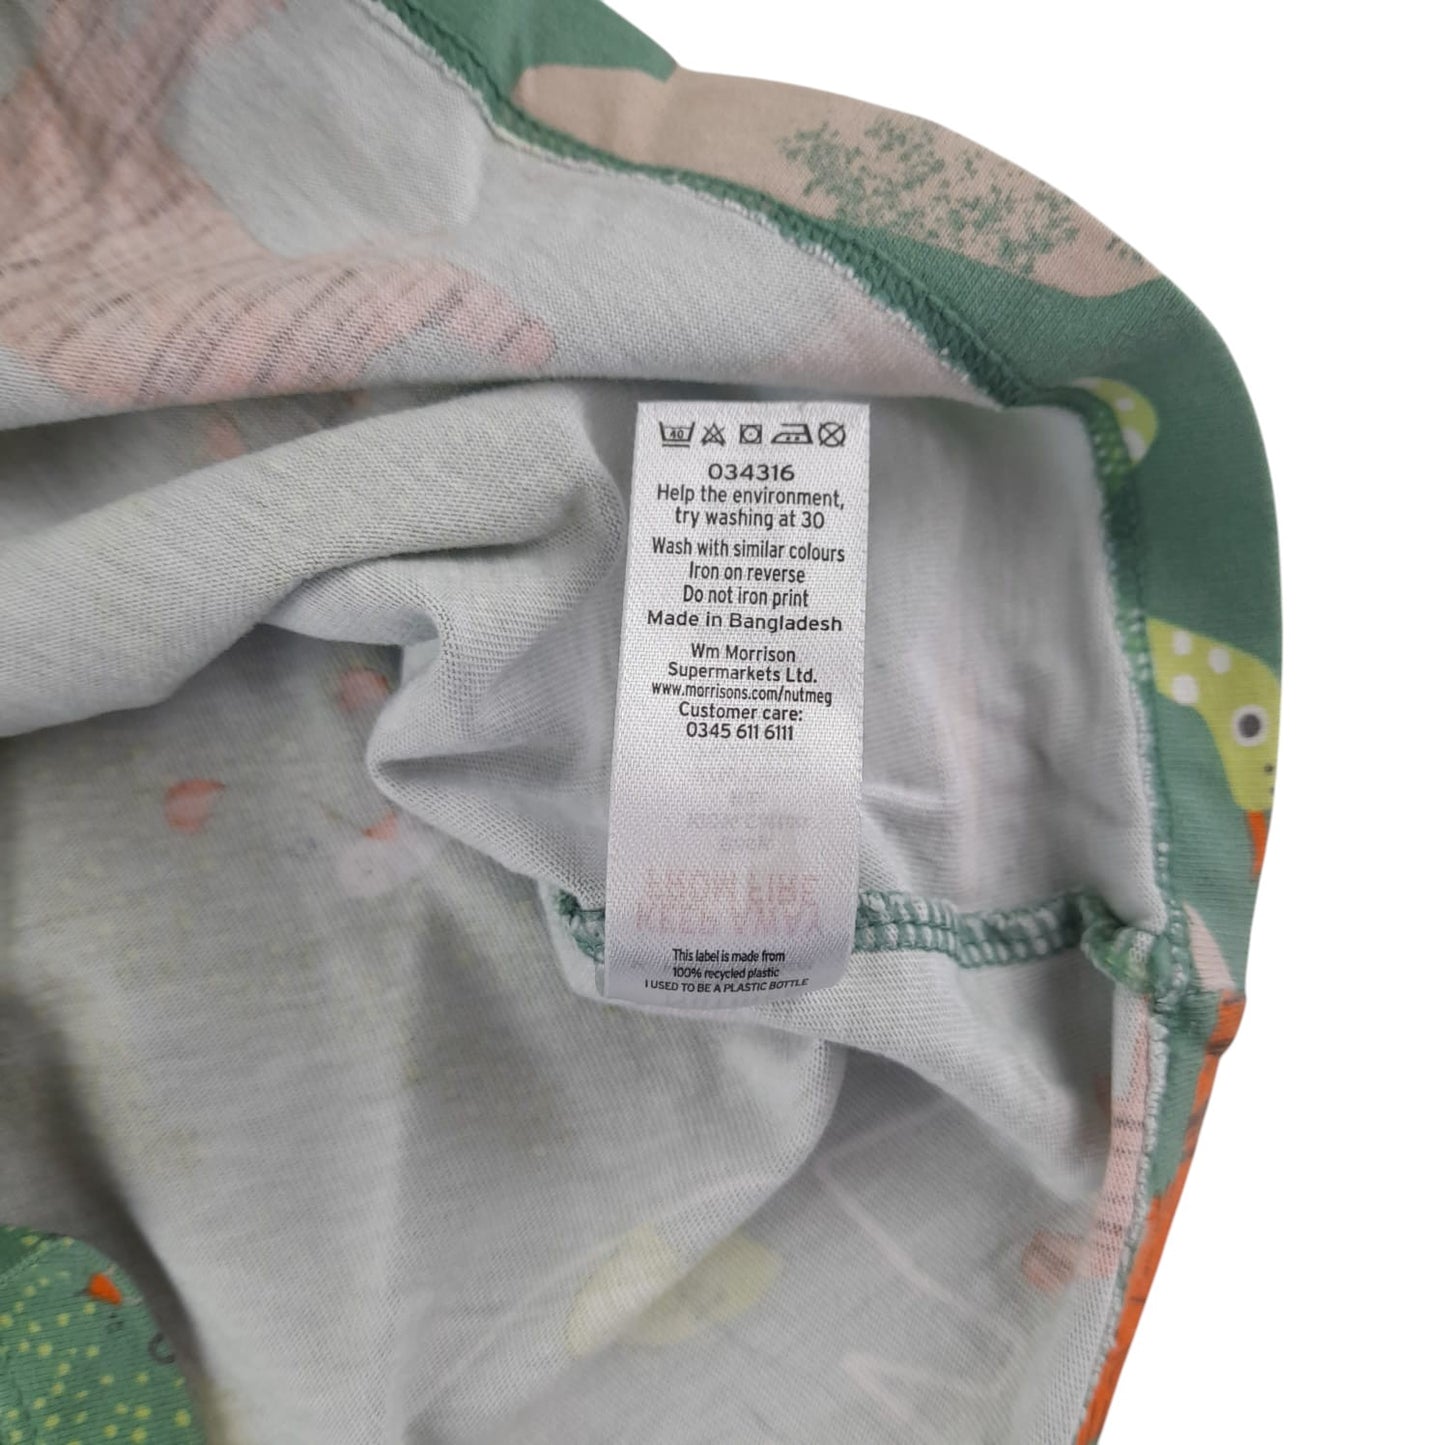 40
034316
Help the environment,
try washing at 30
Wash with similar colours
Iron on reverse
Do not iron print
Made in Bangladesh
Wm Morrison
Supermarkets Ltd.
www.morrisons.com/nutmeg
Customer care:
0345 611 6111
This label is made from
100% recycled plastic
I USED TO BE A PLASTIC BOTTLE